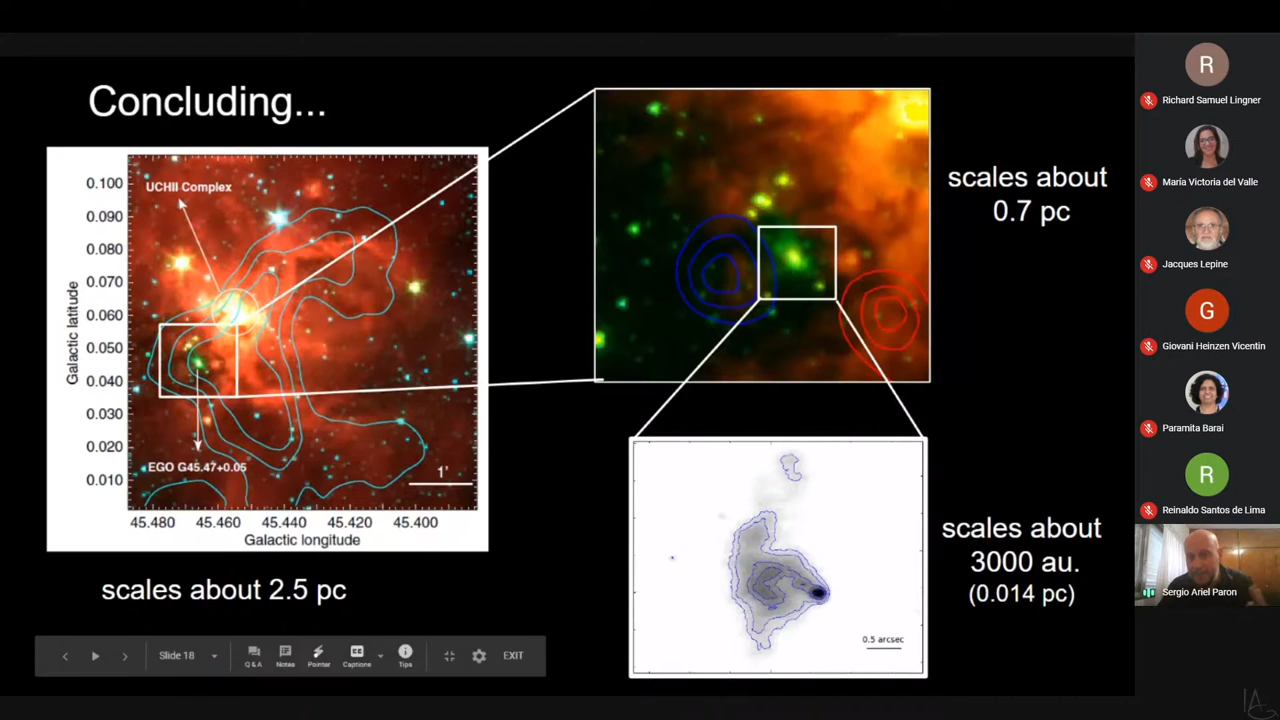 Concluding...
UCHII Complex
EGO G45.47+0.05
1'
Galactic latitude
0.100
0.090
0.080
0.070
0.060
0.050
0.040
0.030
0.020
0.010
45.480 45.460 45.440 45.420 45.400
Galactic longitude
scales about 2.5 pc
scales about
0.7 pc
scales about
3000 au.
(0.014 pc)
0.5 arcsec
Slide 18
Q & A
Notes
Pointer
CC
Captions
Tips
EXIT
R
Richard Samuel Lingner
María Victoria del Valle
Jacques Lepine
G
Giovani Heinzen Vicentin
Paramita Barai
R
Reinaldo Santos de Lima
Sergio Ariel Paron
IAG